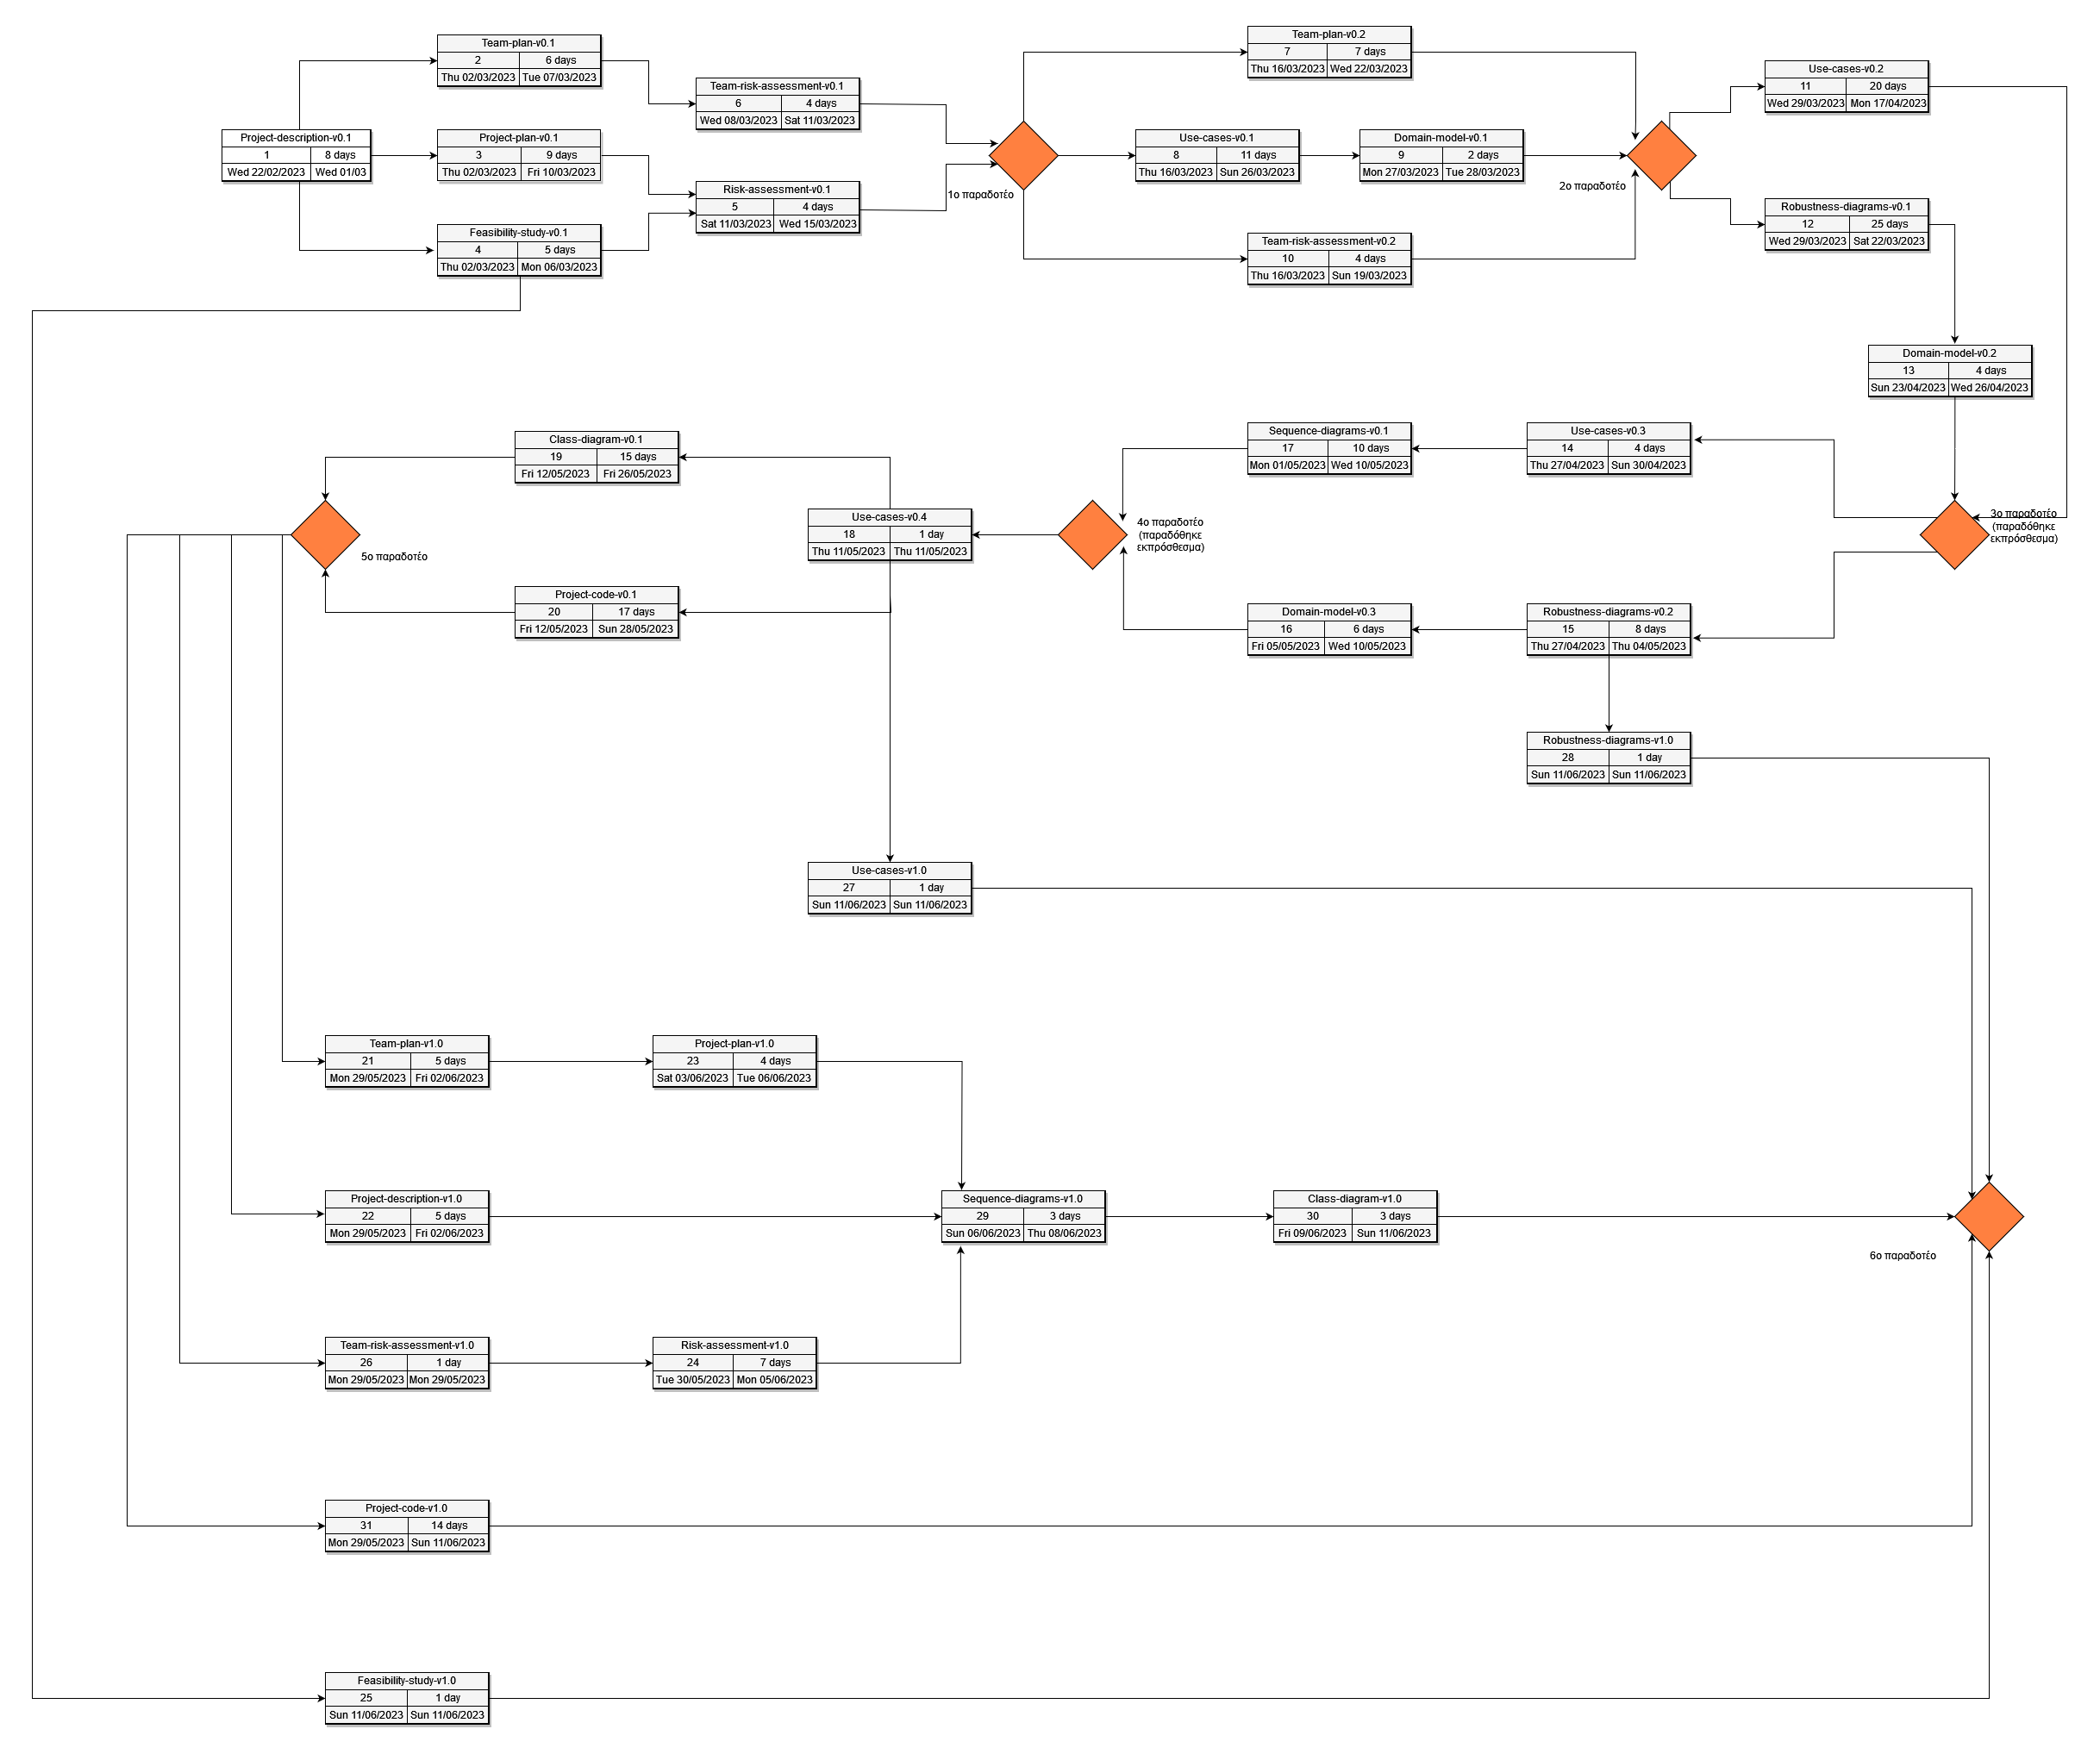 Team-plan-v0.1
2 6 days
Thu 02/03/2023 Tue 07/03/2023
Team-risk-assessment-v0.1
6 4 days
Wed 08/03/2023 Sat 11/03/2023
Project-description-v0.1
1 8 days
Wed 22/02/2023 Wed 01/03
Project-plan-v0.1
3 9 days
Thu 02/03/2023 Fri 10/03/2023
Risk-assessment-v0.1
5 4 days
Sat 11/03/2023 Wed 15/03/2023
Feasibility-study-v0.1
4 5 days
Thu 02/03/2023 Mon 06/03/2023
1ο παραδοτέο
Team-plan-v0.2
7 7 days
Thu 16/03/2023 Wed 22/03/2023
Use-cases-v0.1
8 11 days
Thu 16/03/2023 Sun 26/03/2023
Domain-model-v0.1
9 2 days
Mon 27/03/2023 Tue 28/03/2023
Team-risk-assessment-v0.2
10 4 days
Thu 16/03/2023 Sun 19/03/2023
2ο παραδοτέο
Use-cases-v0.2
11 20 days
Wed 29/03/2023 Mon 17/04/2023
Robustness-diagrams-v0.1
12 25 days
Wed 29/03/2023 Sat 22/03/2023
Domain-model-v0.2
13 4 days
Sun 23/04/2023 Wed 26/04/2023
3ο παραδοτέο
(παραδόθηκε
εκπρόσθεσμα)
Use-cases-v0.3
14 4 days
Thu 27/04/2023 Sun 30/04/2023
Sequence-diagrams-v0.1
17 10 days
Mon 01/05/2023 Wed 10/05/2023
Robustness-diagrams-v0.2
15 8 days
Thu 27/04/2023 Thu 04/05/2023
Domain-model-v0.3
16 6 days
Fri 05/05/2023 Wed 10/05/2023
4ο παραδοτέο
(παραδόθηκε
εκπρόσθεσμα)
Use-cases-v0.4
18 1 day
Thu 11/05/2023 Thu 11/05/2023
Class-diagram-v0.1
19 15 days
Fri 12/05/2023 Fri 26/05/2023
Project-code-v0.1
20 17 days
Fri 12/05/2023 Sun 28/05/2023
5ο παραδοτέο
Robustness-diagrams-v1.0
28 1 day
Sun 11/06/2023 Sun 11/06/2023
Use-cases-v1.0
27 1 day
Sun 11/06/2023 Sun 11/06/2023
Team-plan-v1.0
21 5 days
Mon 29/05/2023 Fri 02/06/2023
Project-plan-v1.0
23 4 days
Sat 03/06/2023 Tue 06/06/2023
Project-description-v1.0
22 5 days
Mon 29/05/2023 Fri 02/06/2023
Sequence-diagrams-v1.0
29 3 days
Sun 06/06/2023 Thu 08/06/2023
Class-diagram-v1.0
30 3 days
Fri 09/06/2023 Sun 11/06/2023
6ο παραδοτέο
Team-risk-assessment-v1.0
26 1 day
Mon 29/05/2023 Mon 29/05/2023
Risk-assessment-v1.0
24 7 days
Tue 30/05/2023 Mon 05/06/2023
Project-code-v1.0
31 14 days
Mon 29/05/2023 Sun 11/06/2023
Feasibility-study-v1.0
25 1 day
Sun 11/06/2023 Sun 11/06/2023